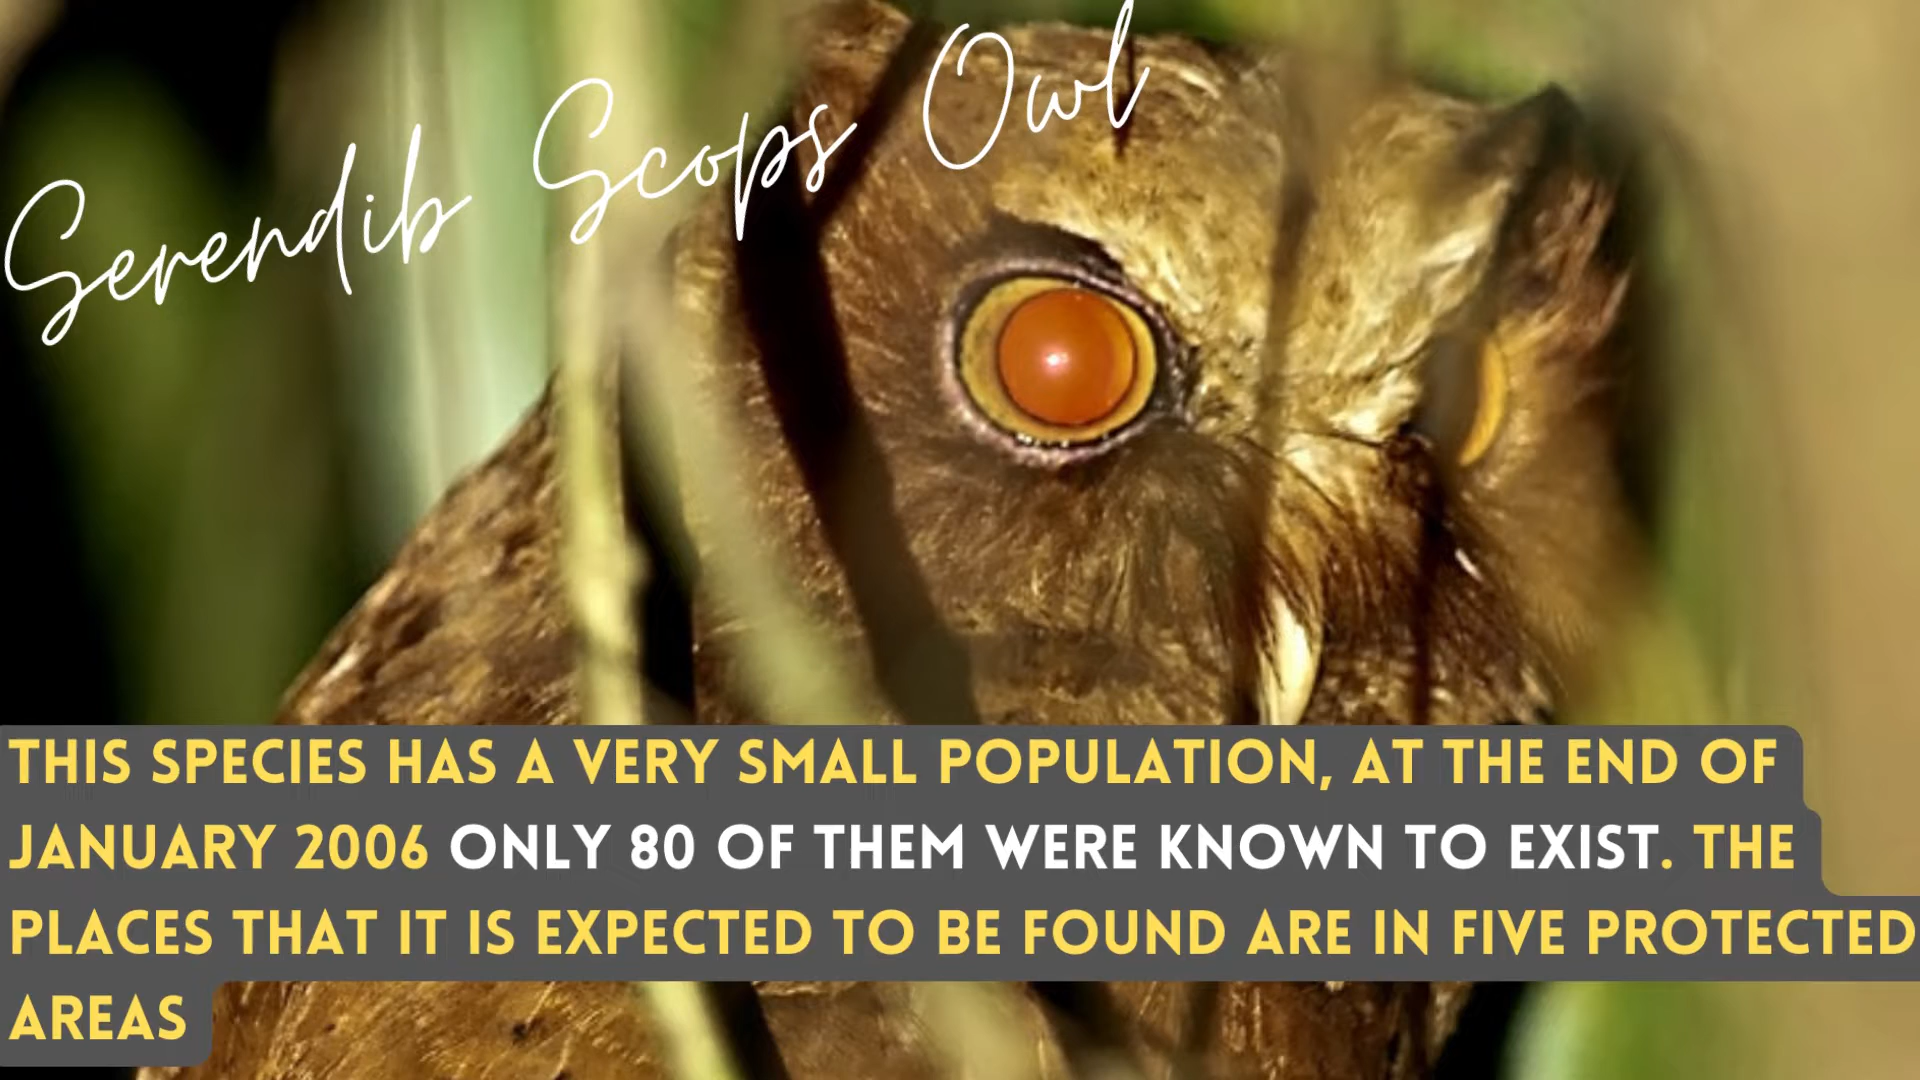 Serendib Scops Owl
THIS SPECIES HAS A VERY SMALL POPULATION, AT THE END OF
JANUARY 2006 ONLY 80 OF THEM WERE KNOWN TO EXIST. THE
PLACES THAT IT IS EXPECTED TO BE FOUND ARE IN FIVE PROTECTED
AREAS